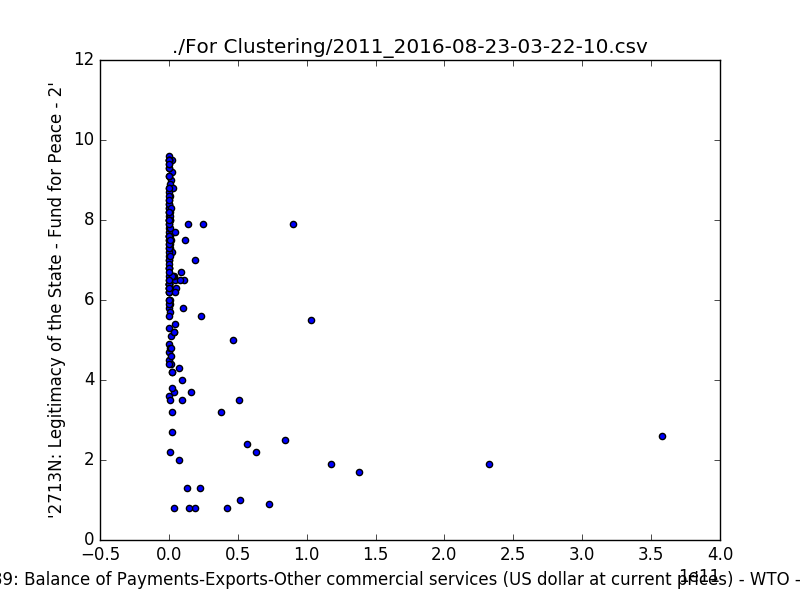 ./For Clustering/2011_2016-08-23-03-22-10.csv
'2713N: Legitimacy of the State - Fund for Peace - 2'
12
10
8
6
4
2
0
−0.5 0.0 0.5 1.0 1.5 2.0 2.5 3.0 3.5 4.0
1e11
39: Balance of Payments-Exports-Other commercial services (US dollar at current prices) - WTO -